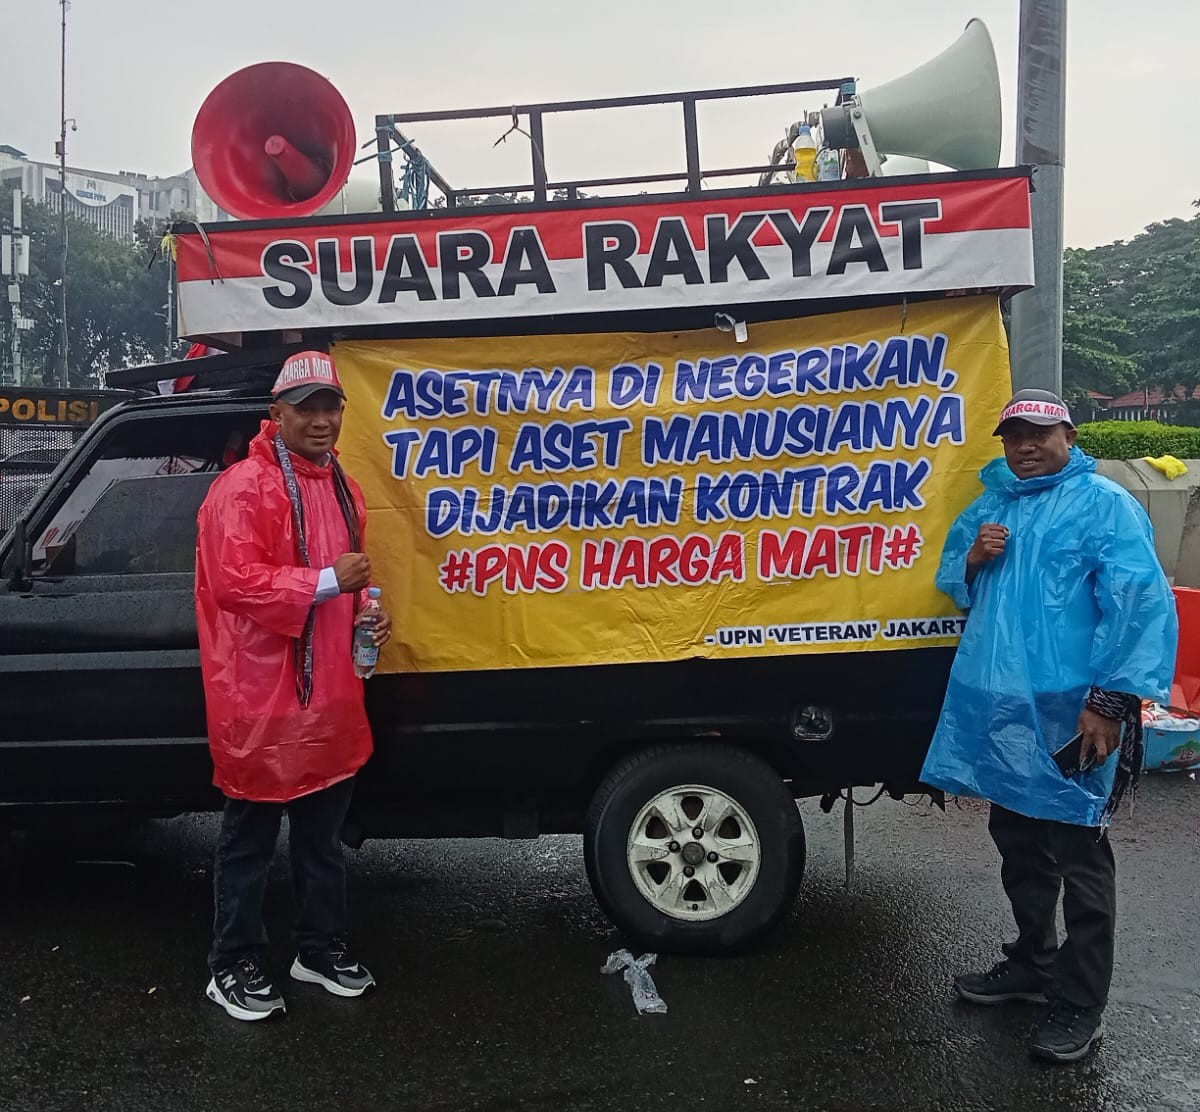 SUARA RAKYAT
ASETNYA DI NEGERIKAN,
TAPI ASET MANUSIANYA
DIJADIKAN KONTRAK
#PNS HARGA MATI#
- UPN 'VETERAN' JAKART
POLISI
HARGA MATI
HARGA MATI